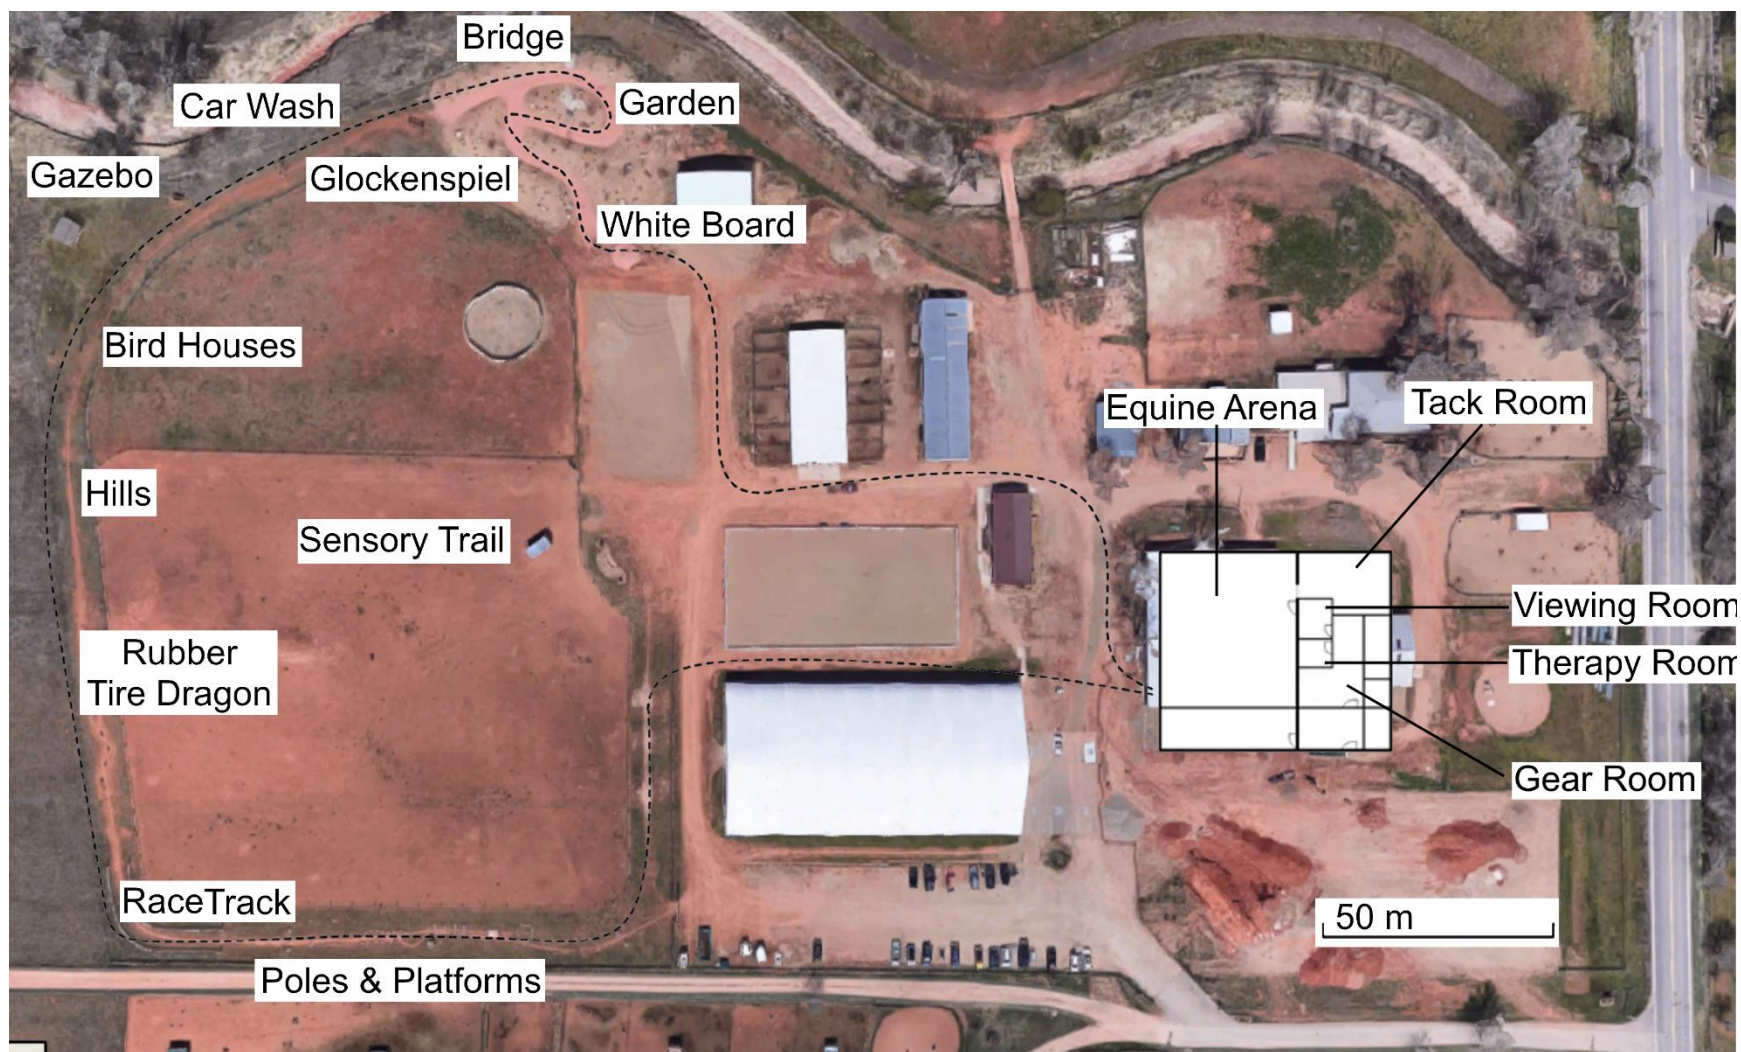 Bridge
Car Wash
Garden
Gazebo
Glockenspiel
White Board
Bird Houses
Equine Arena
Tack Room
Hills
Sensory Trail
Viewing Room
Rubber
Tire Dragon
Therapy Room
Gear Room
RaceTrack
50 m
Poles & Platforms